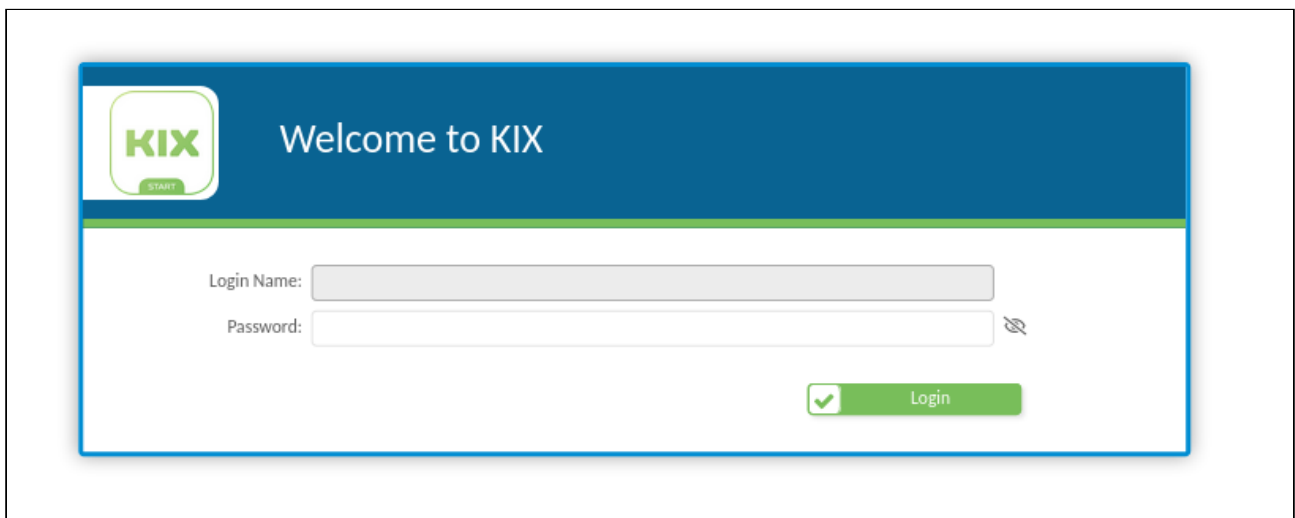 KIX
START
Welcome to KIX
Login Name:
Password:
Login